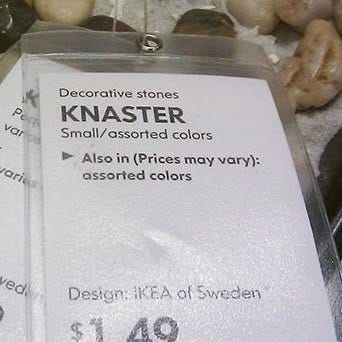 Decorative stones
KNASTER
Small/assorted colors
► Also in (Prices may vary):
assorted colors
Design: IKEA of Sweden
$1.49